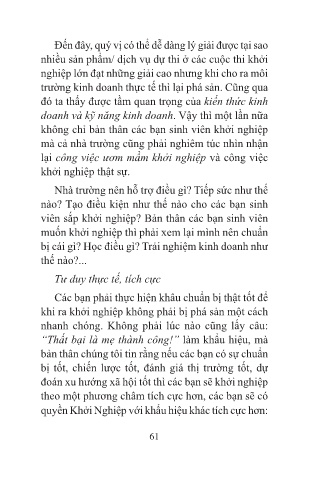 Đến đây, quý vị có thể dễ dàng lý giải được tại sao
nhiều sản phẩm/ dịch vụ dự thi ở các cuộc thi khởi
nghiệp lớn đạt những giải cao nhưng khi cho ra môi
trường kinh doanh thực tế thì lại phá sản. Cũng qua
đó ta thấy được tầm quan trọng của kiến thức kinh
doanh và kỹ năng kinh doanh. Vậy thì một lần nữa
không chỉ bản thân các bạn sinh viên khởi nghiệp
mà cả nhà trường cũng phải nghiêm túc nhìn nhận
lại công việc ươm mầm khởi nghiệp và công việc
khởi nghiệp thật sự.
Nhà trường nên hỗ trợ điều gì? Tiếp sức như thế
nào? Tạo điều kiện như thế nào cho các bạn sinh
viên sắp khởi nghiệp? Bản thân các bạn sinh viên
muốn khởi nghiệp thì phải xem lại mình nên chuẩn
bị cái gì? Học điều gì? Trải nghiệm kinh doanh như
thế nào?...
Tư duy thực tế, tích cực
Các bạn phải thực hiện khâu chuẩn bị thật tốt để
khi ra khởi nghiệp không phải bị phá sản một cách
nhanh chóng. Không phải lúc nào cũng lấy câu:
“Thất bại là mẹ thành công!” làm khẩu hiệu, mà
bản thân chúng tôi tin rằng nếu các bạn có sự chuẩn
bị tốt, chiến lược tốt, đánh giá thị trường tốt, dự
đoán xu hướng xã hội tốt thì các bạn sẽ khởi nghiệp
theo một phương châm tích cực hơn, các bạn sẽ có
quyền Khởi Nghiệp với khẩu hiệu khác tích cực hơn:
61